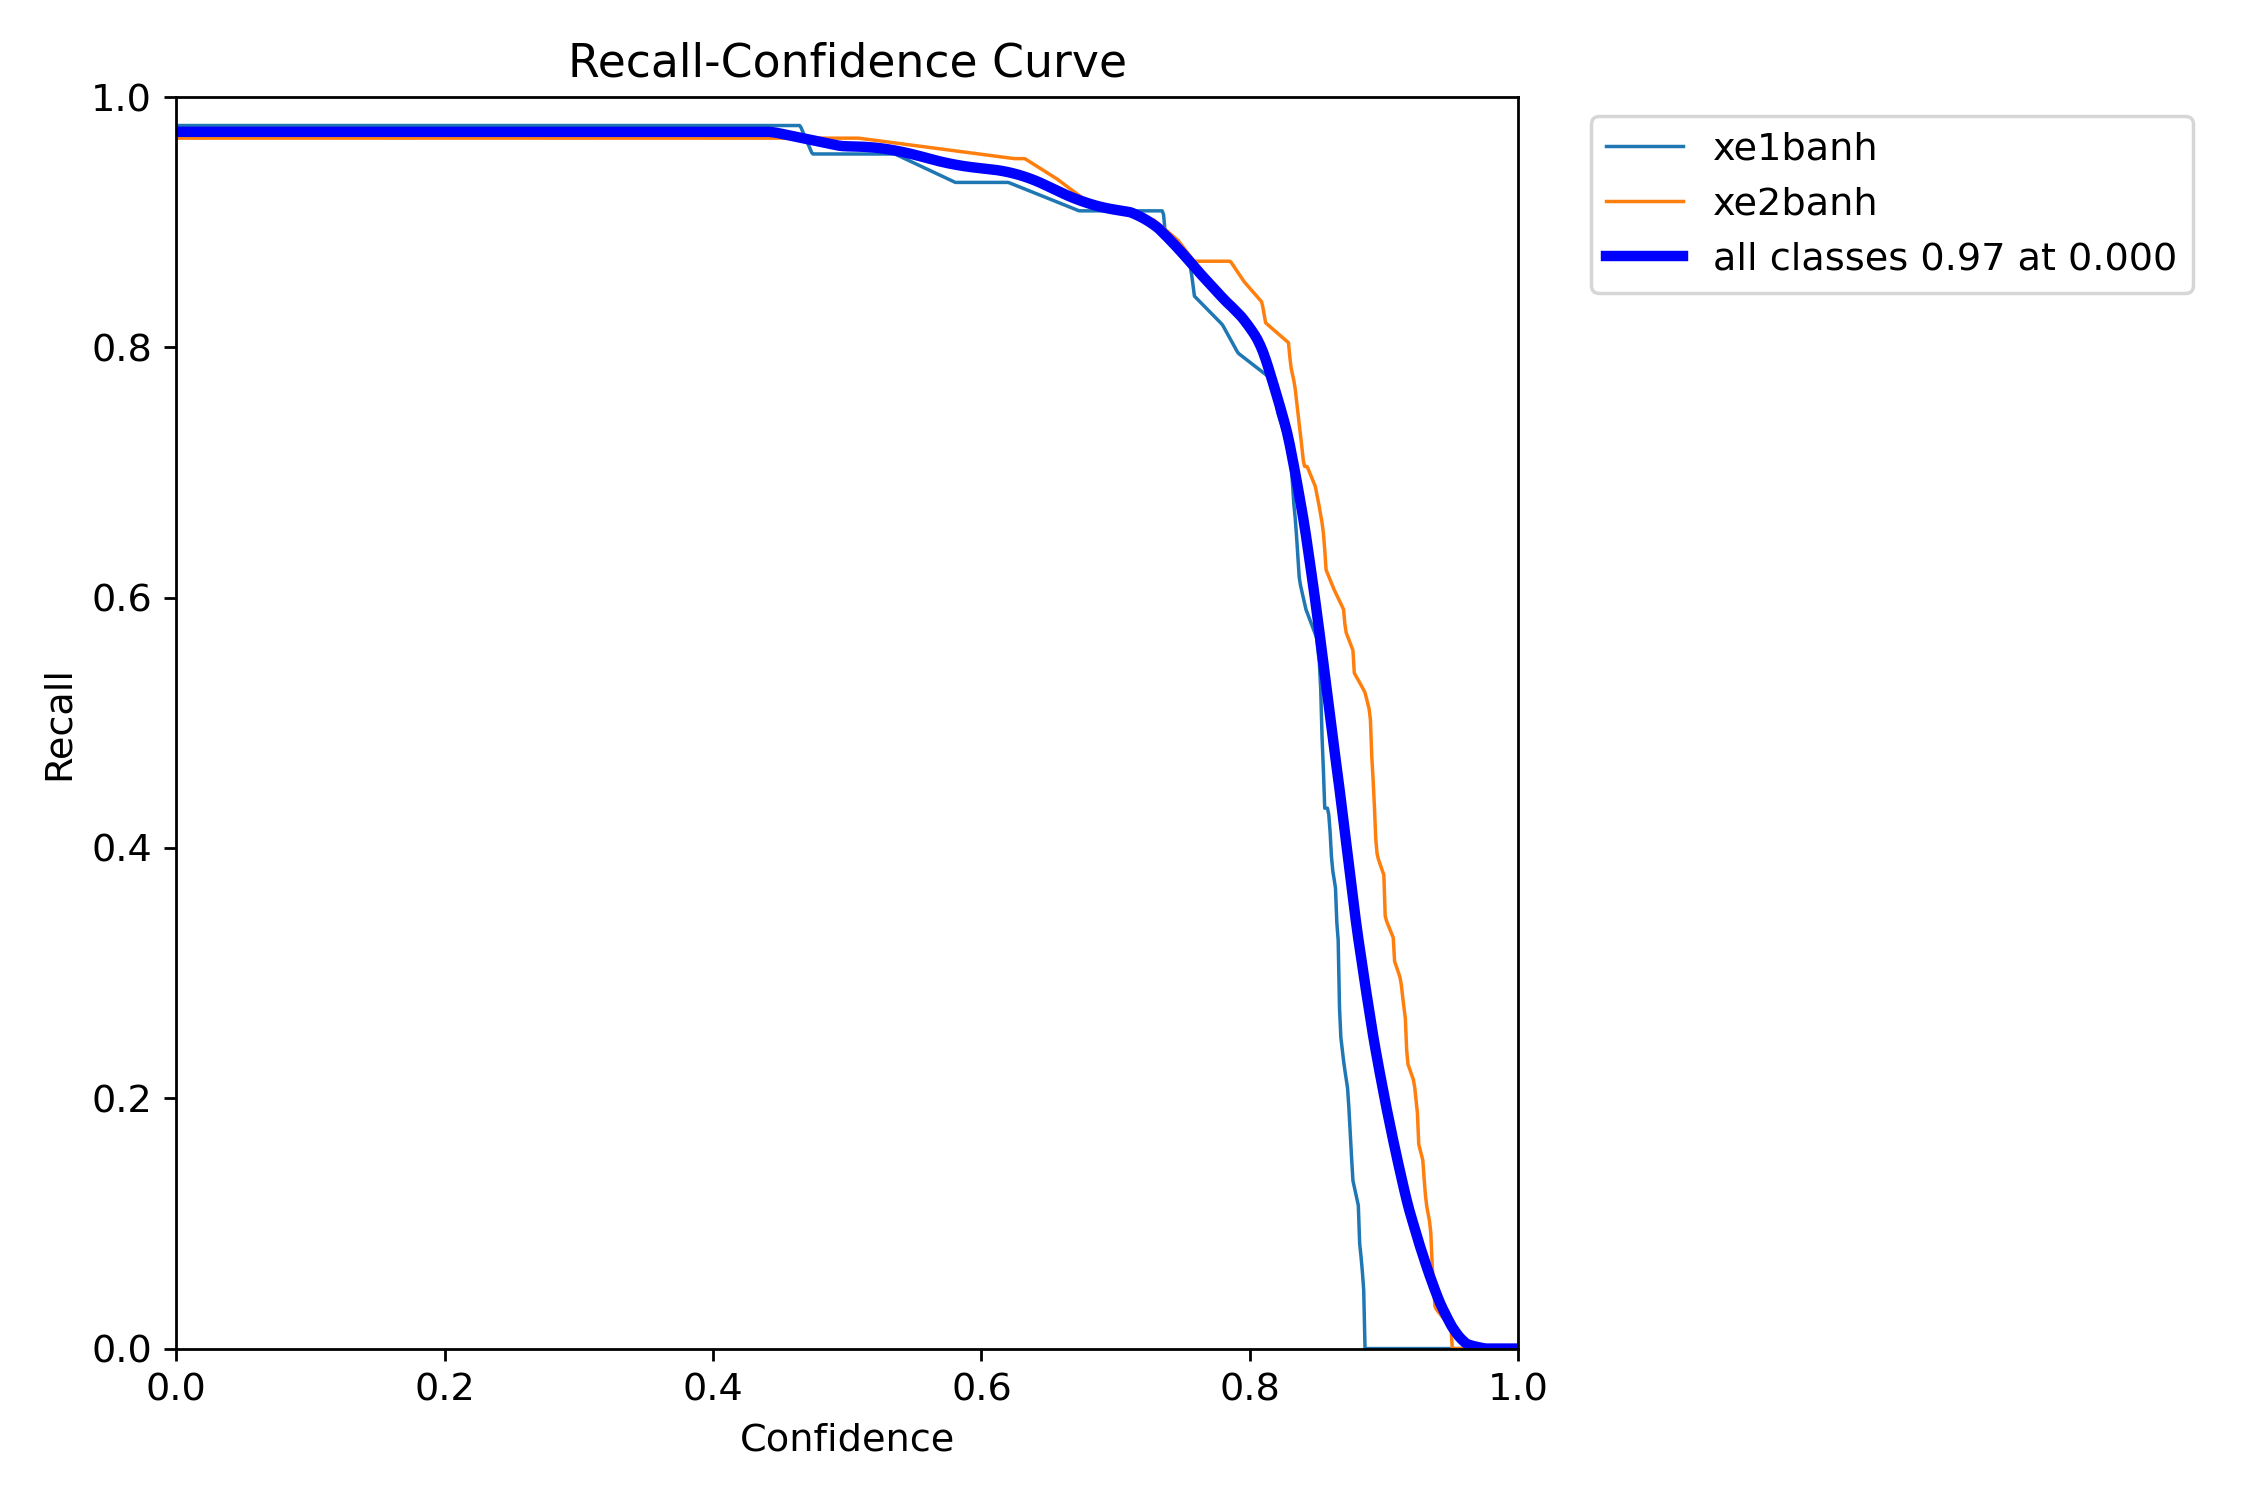 Recall-Confidence Curve
1.0
0.8
0.6
0.4
0.2
0.0
Recall
0.0 0.2 0.4 0.6 0.8 1.0
Confidence
xe1banh
xe2banh
all classes 0.97 at 0.000